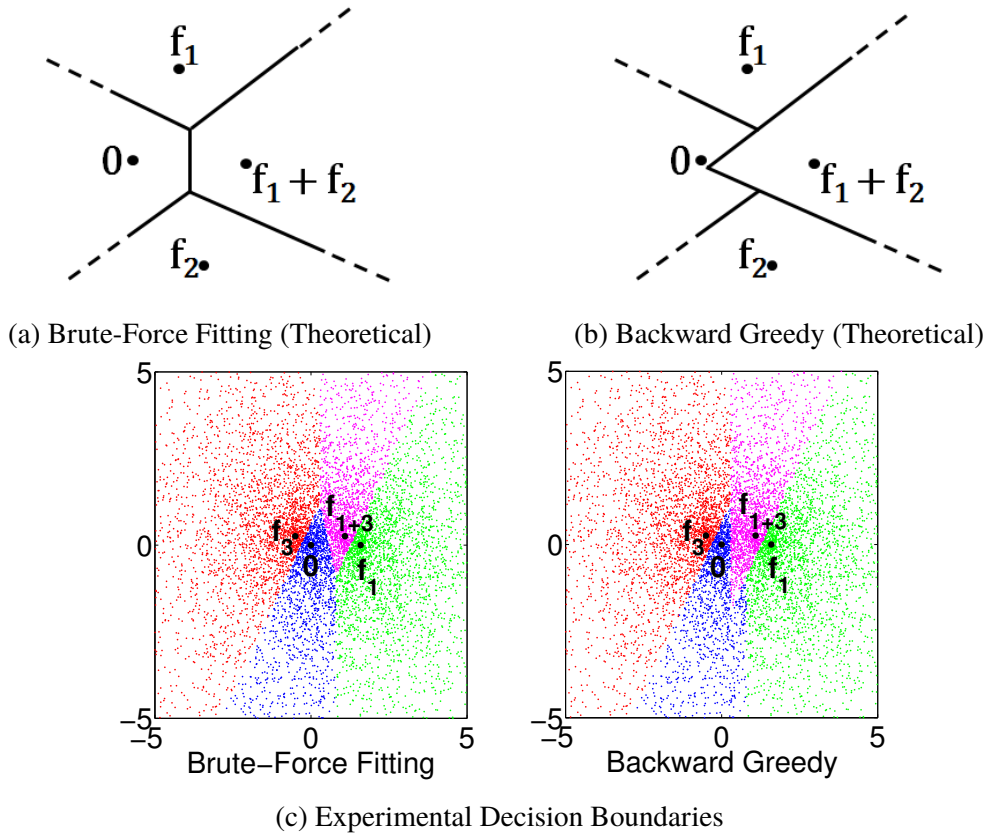 f₁ f₁
0 f₁ + f₂ 0 f₁ + f₂
f₂ f₂
(a) Brute-Force Fitting (Theoretical) (b) Backward Greedy (Theoretical)
5 5
f₃ f₁₊₃ f₃ f₁₊₃
0 0 0 0
f₁ f₁
−5 −5
−5 0 5 −5 0 5
Brute−Force Fitting Backward Greedy
(c) Experimental Decision Boundaries